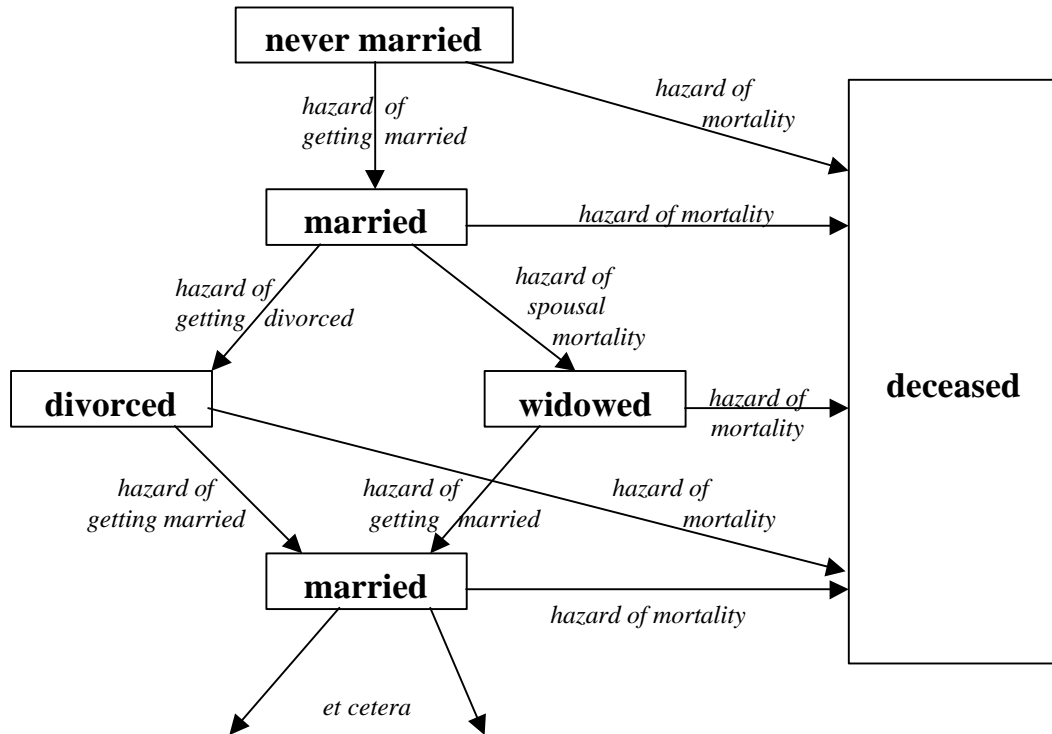 never married
hazard of
mortality
hazard of
getting married
married
hazard of mortality
hazard of
getting divorced
hazard of
spousal
mortality
deceased
divorced
widowed
hazard of
mortality
hazard of
getting married
hazard of
getting married
hazard of
mortality
married
hazard of mortality
et cetera